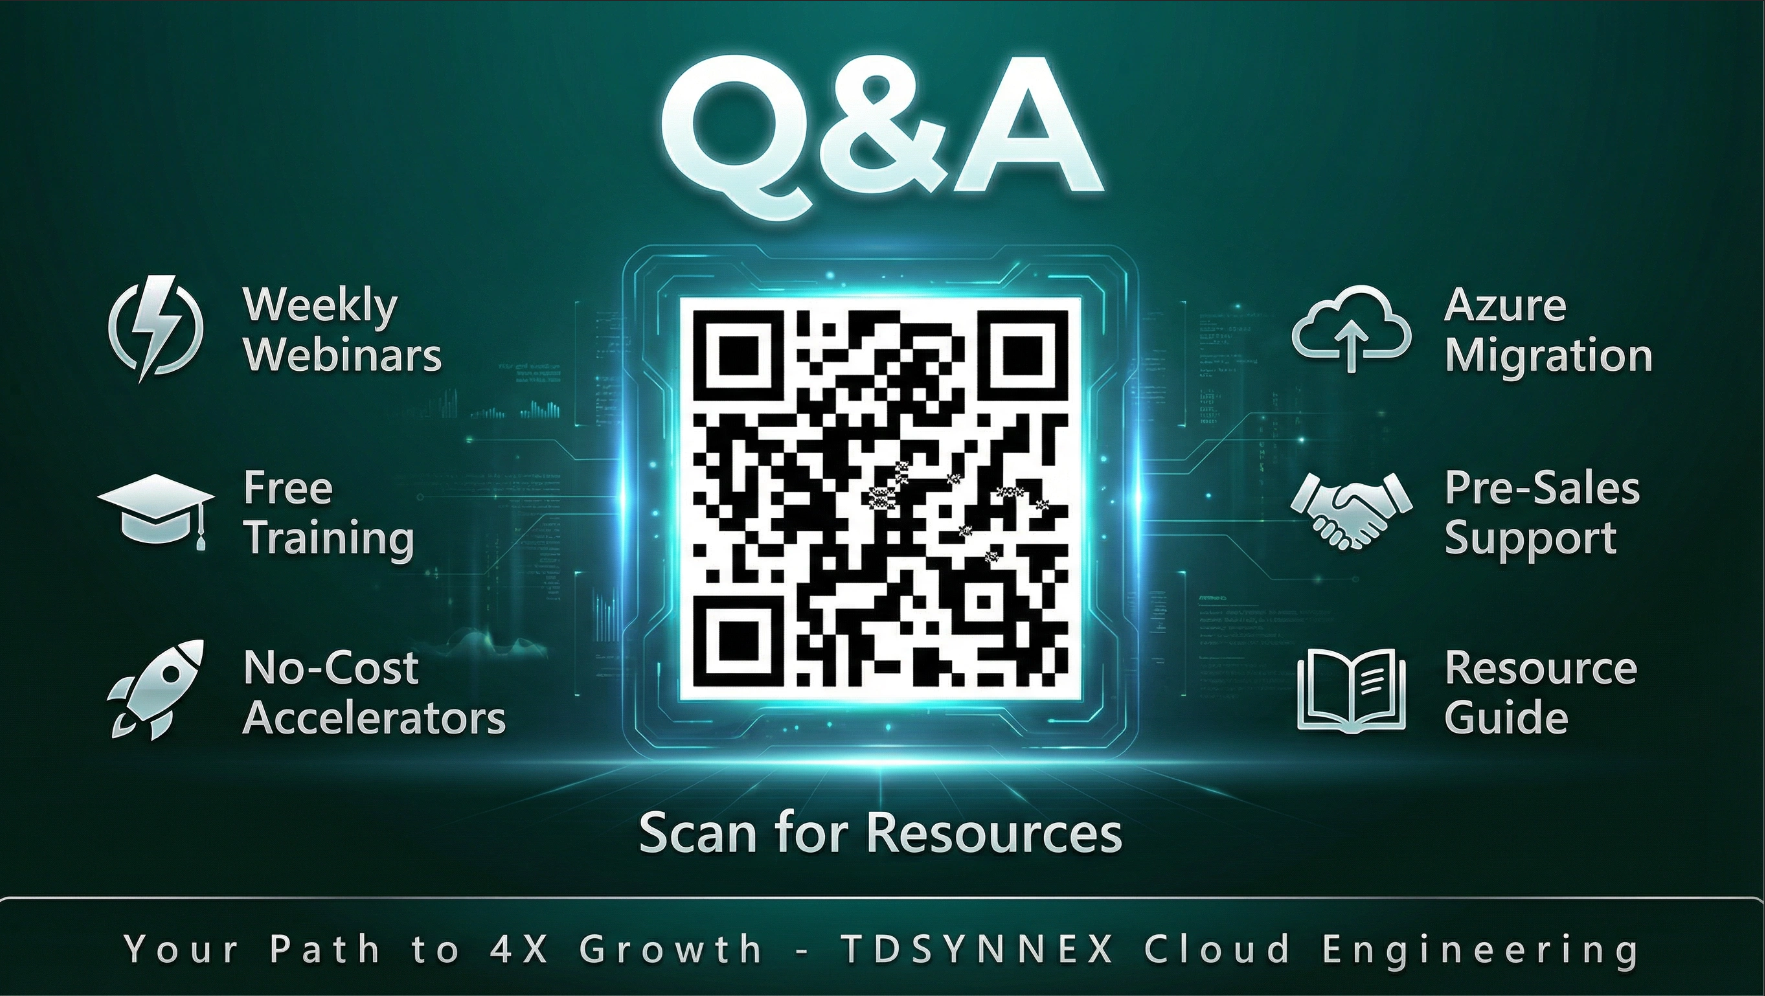 Q&A
Weekly
Webinars
Free
Training
No-Cost
Accelerators
Azure
Migration
Pre-Sales
Support
Resource
Guide
Scan for Resources
Your Path to 4X Growth - TDSYNNEX Cloud Engineering